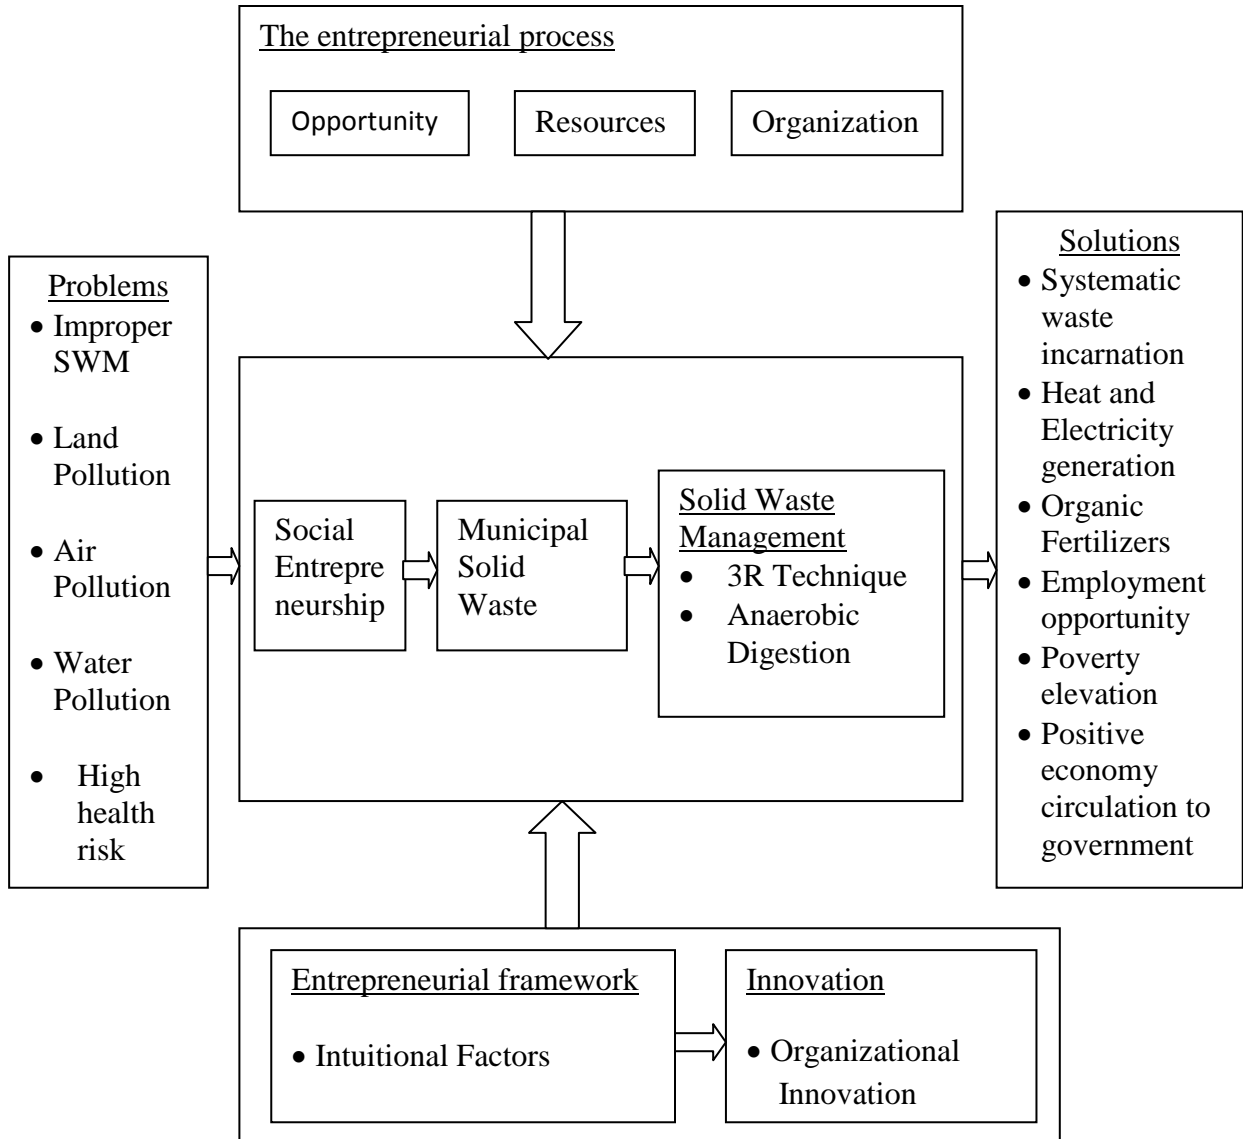 The entrepreneurial process
Opportunity
Resources
Organization
Problems
• Improper
SWM
• Land
Pollution
• Air
Pollution
• Water
Pollution
• High
health
risk
Social
Entrepre
neurship
Municipal
Solid
Waste
Solid Waste
Management
• 3R Technique
• Anaerobic
Digestion
Solutions
• Systematic
waste
incarnation
• Heat and
Electricity
generation
• Organic
Fertilizers
• Employment
opportunity
• Poverty
elevation
• Positive
economy
circulation to
government
Entrepreneurial framework
• Intuitional Factors
Innovation
• Organizational
Innovation